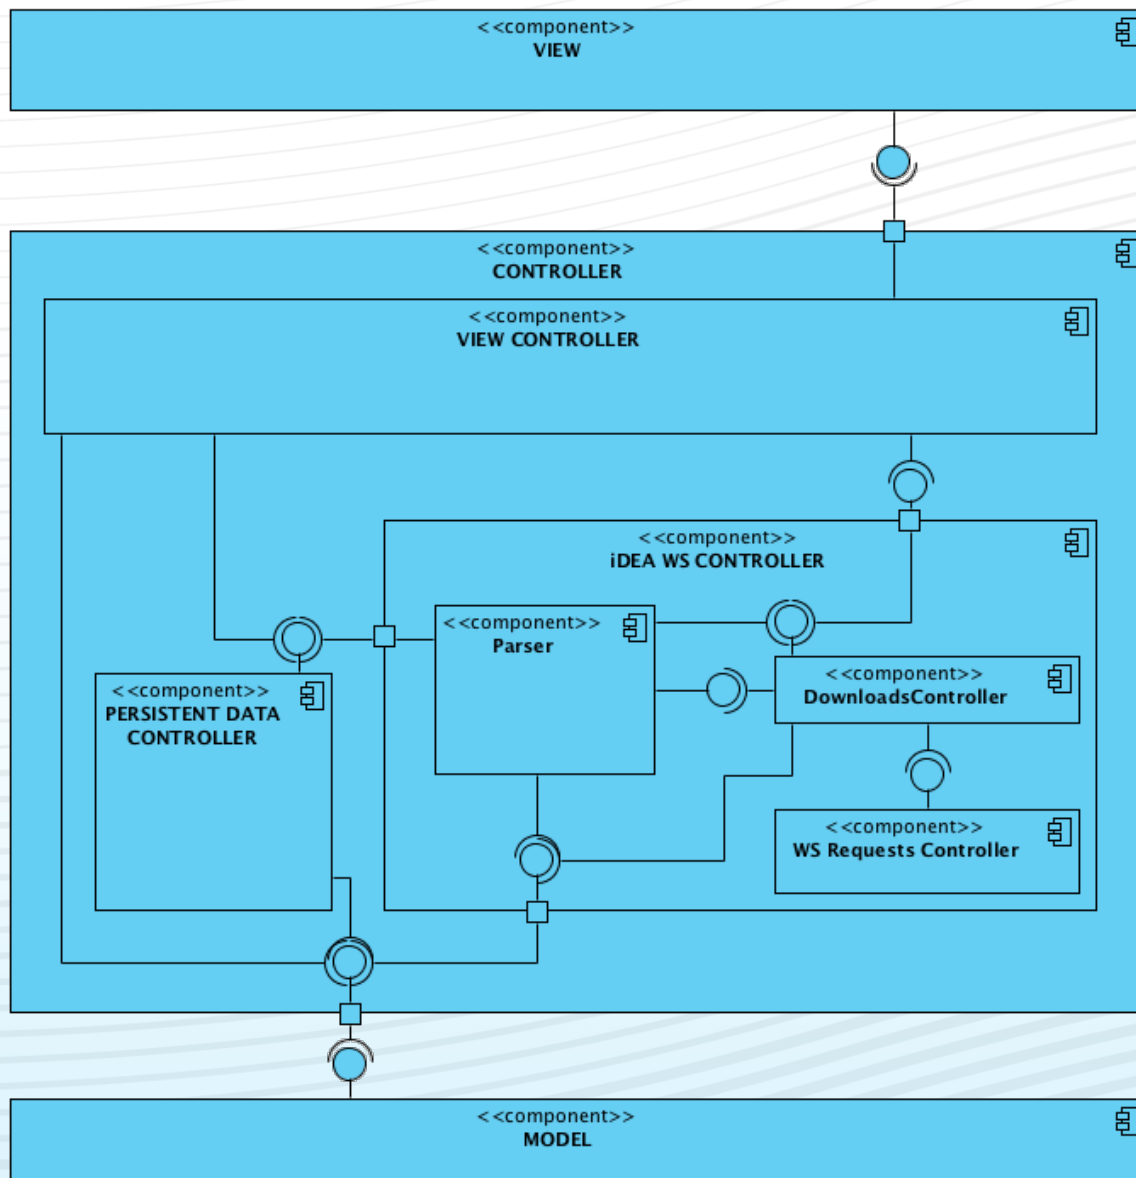 <<component>>
VIEW
<<component>>
CONTROLLER
<<component>>
VIEW CONTROLLER
<<component>>
iDEA WS CONTROLLER
<<component>>
Parser
<<component>>
DownloadsController
<<component>>
PERSISTENT DATA
CONTROLLER
<<component>>
WS Requests Controller
<<component>>
MODEL